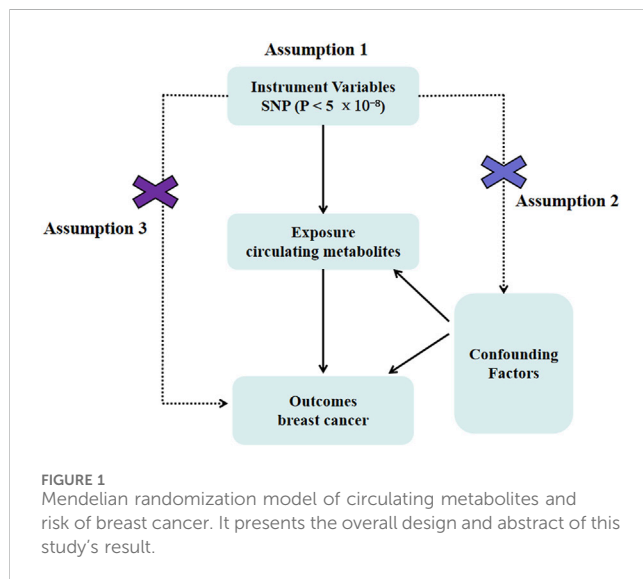 Assumption 1
Instrument Variables
SNP (P < 5 × 10⁻⁸)
Assumption 3
Assumption 2
Exposure
circulating metabolites
Confounding
Factors
Outcomes
breast cancer
FIGURE 1
Mendelian randomization model of circulating metabolites and
risk of breast cancer. It presents the overall design and abstract of this
study's result.